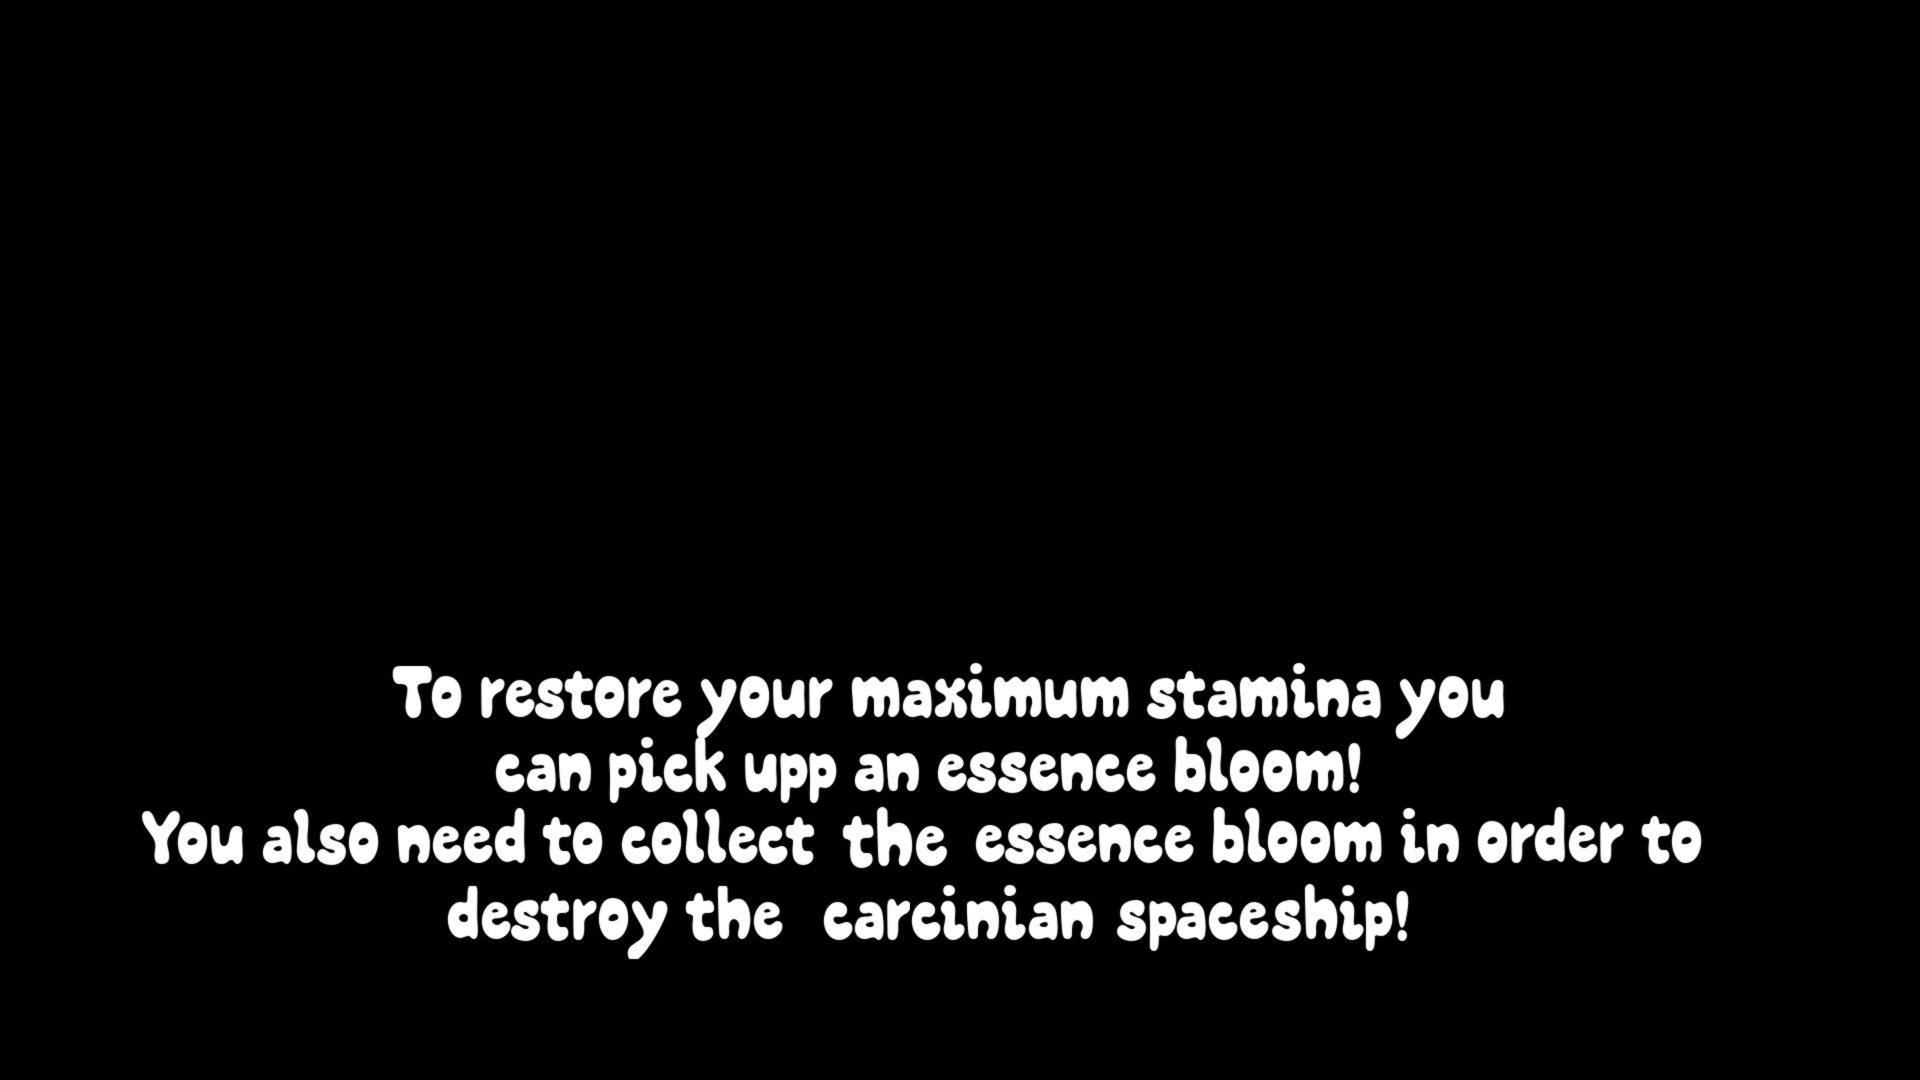 To restore your maximum stamina you
can pick upp an essence bloom!
You also need to collect the essence bloom in order to
destroy the carcinian spaceship!